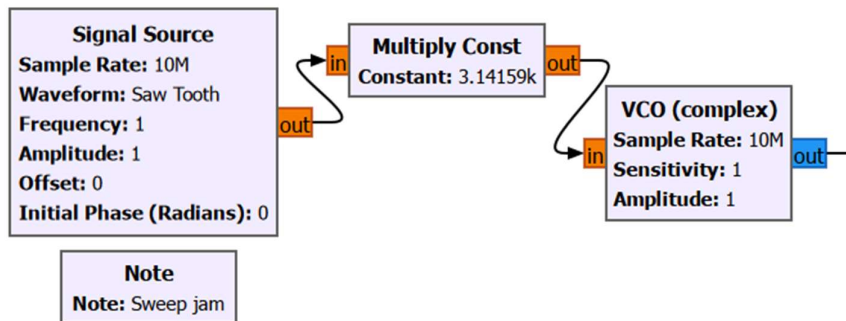 Signal Source
Sample Rate: 10M
Waveform: Saw Tooth
Frequency: 1
Amplitude: 1
Offset: 0
Initial Phase (Radians): 0
out
in
Multiply Const
Constant: 3.14159k
out
in
VCO (complex)
Sample Rate: 10M
Sensitivity: 1
Amplitude: 1
out
Note
Note: Sweep jam